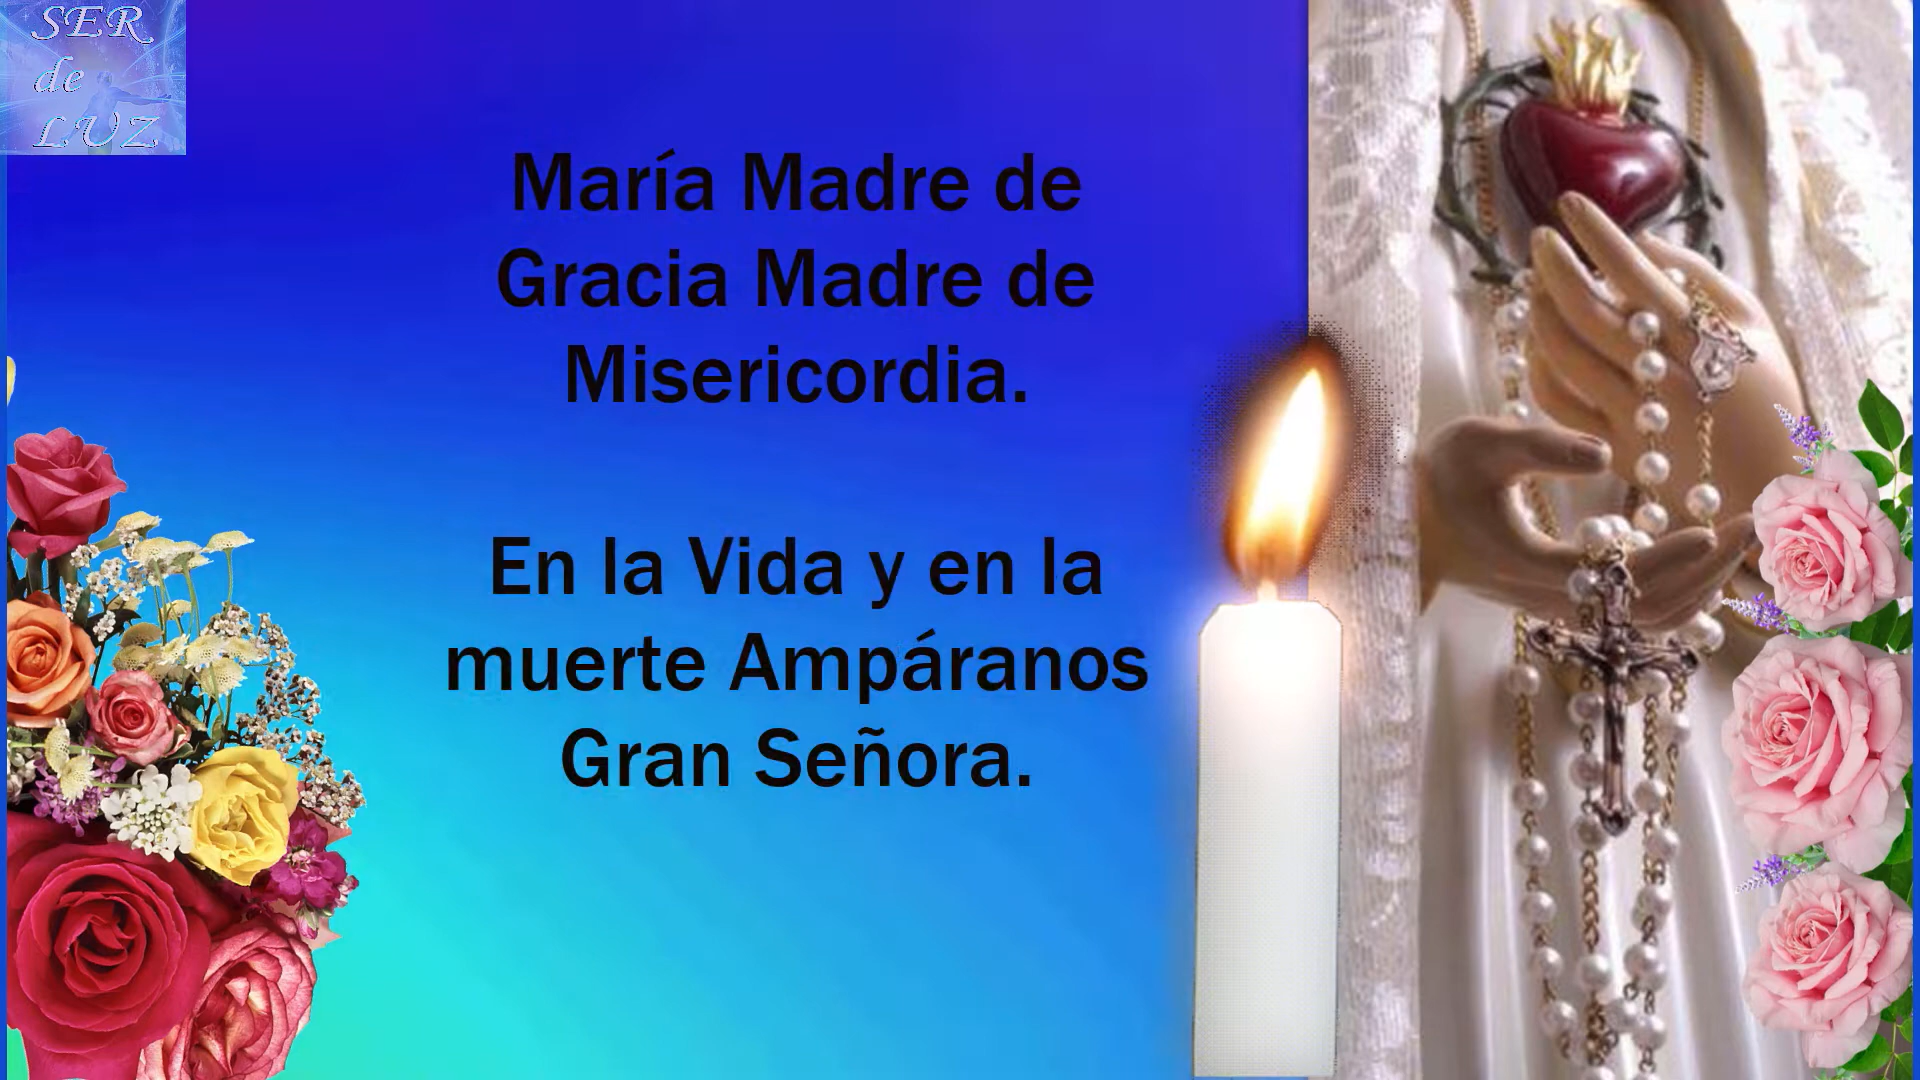 SER
de
LUZ
María Madre de
Gracia Madre de
Misericordia.
En la Vida y en la
muerte Ampáranos
Gran Señora.